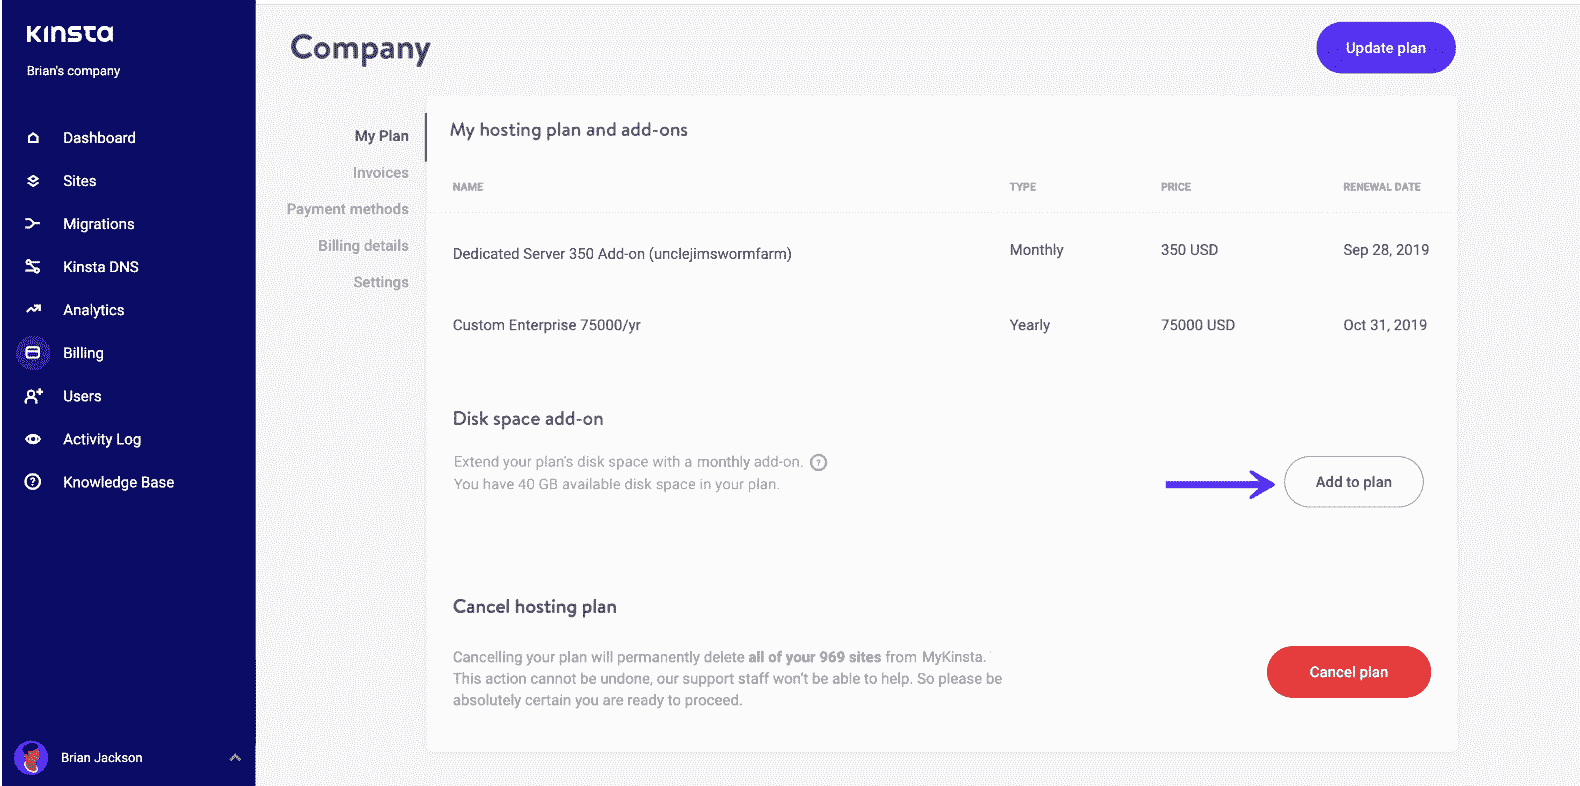 KINSTA
Brian's company
Dashboard
Sites
Migrations
Kinsta DNS
Analytics
Billing
Users
Activity Log
Knowledge Base
Brian Jackson
Company
Update plan
My Plan
Invoices
Payment methods
Billing details
Settings
My hosting plan and add-ons
NAME TYPE PRICE RENEWAL DATE
Dedicated Server 350 Add-on (unclejimswormfarm) Monthly 350 USD Sep 28, 2019
Custom Enterprise 75000/yr Yearly 75000 USD Oct 31, 2019
Disk space add-on
Extend your plan's disk space with a monthly add-on. ?
You have 40 GB available disk space in your plan.
Add to plan
Cancel hosting plan
Cancelling your plan will permanently delete all of your 969 sites from MyKinsta.
This action cannot be undone, our support staff won't be able to help. So please be
absolutely certain you are ready to proceed.
Cancel plan